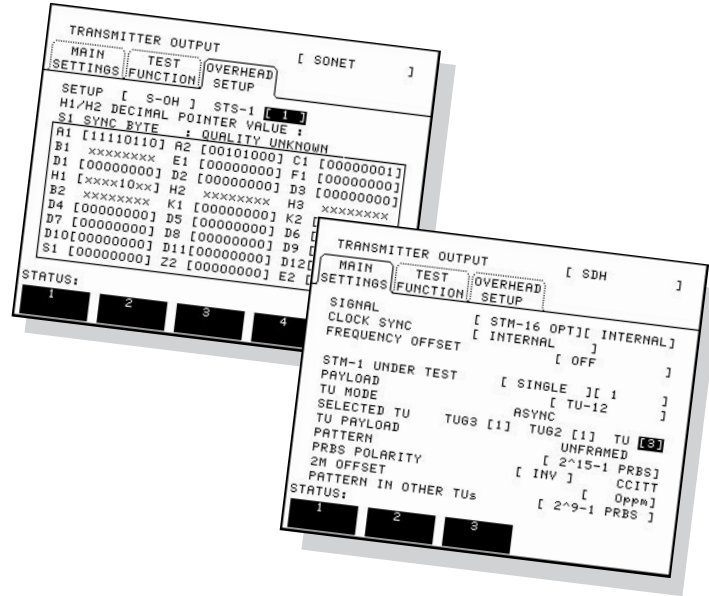 TRANSMITTER OUTPUT [ SONET ]
MAIN SETTINGS
TEST FUNCTION
OVERHEAD SETUP
SETUP [ S-OH ] STS-1 [ 1 ]
H1/H2 DECIMAL POINTER VALUE :
S1 SYNC BYTE : QUALITY UNKNOWN
A1 [11110110] A2 [00101000] C1 [00000001]
B1 xxxxxxxx E1 [00000000] F1 [00000000]
D1 [00000000] D2 [00000000] D3 [00000000]
H1 [xxxx10xx] H2 xxxxxxxx H3 xxxxxxxx
B2 xxxxxxxx K1 [00000000] K2 [
D4 [00000000] D5 [00000000] D6 [
D7 [00000000] D8 [00000000] D9 [
D10[00000000] D11[00000000] D12[
S1 [00000000] Z2 [00000000] E2 [
STATUS:
1 2 3 4
TRANSMITTER OUTPUT [ SDH ]
MAIN SETTINGS
TEST FUNCTION
OVERHEAD SETUP
SIGNAL [ STM-16 OPT][ INTERNAL]
CLOCK SYNC [ INTERNAL ]
FREQUENCY OFFSET [ OFF ]
STM-1 UNDER TEST [ SINGLE ][ 1 ]
PAYLOAD [ TU-12 ]
TU MODE ASYNC
SELECTED TU TUG3 [1] TUG2 [1] TU [3]
TU PAYLOAD UNFRAMED
PATTERN [ 2^15-1 PRBS]
PRBS POLARITY [ INV ] CCITT
2M OFFSET [ 0ppm]
PATTERN IN OTHER TUs [ 2^9-1 PRBS ]
STATUS:
1 2 3